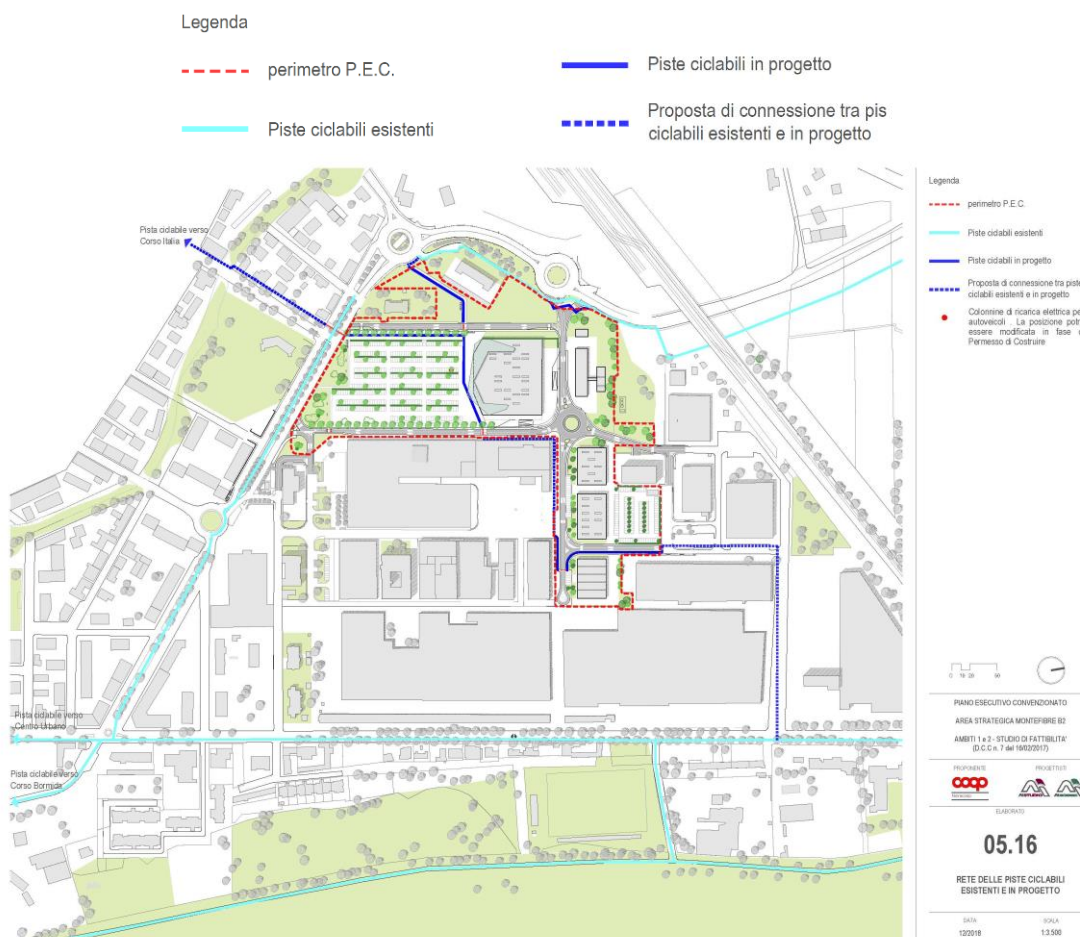 Legenda
perimetro P.E.C.
Piste ciclabili esistenti
Piste ciclabili in progetto
Proposta di connessione tra pis
ciclabili esistenti e in progetto
Pista ciclabile verso
Corso Italia
Pista ciclabile verso
Centro Urbano
Pista ciclabile verso
Corso Bormida
Legenda
perimetro P.E.C.
Piste ciclabili esistenti
Piste ciclabili in progetto
Proposta di connessione tra piste
ciclabili esistenti e in progetto
Colonnine di ricarica elettrica pe
autoveicoli . La posizione potr
essere modificata in fase
Permesso di Costruire
0 10 20
PIANO ESECUTIVO CONVENZIONATO
AREA STRATEGICA MONTEFIBRE B2
AMBITI 1 e 2 - STUDIO DI FATTIBILITA'
(D.C.C n. 7 del 16/02/2017)
PROPONENTE
PROGETTISTI
coop
ELABORATO
05.16
RETE DELLE PISTE CICLABILI
ESISTENTI E IN PROGETTO
DATA
SCALA
12/2018
1:3.500